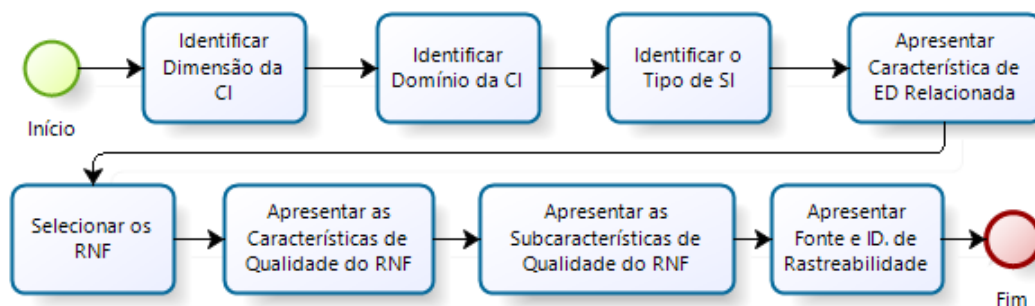 Identificar
Dimensão da
CI
Identificar
Domínio da CI
Identificar o
Tipo de SI
Apresentar
Característica de
ED Relacionada
Início
Selecionar os
RNF
Apresentar as
Características de
Qualidade do RNF
Apresentar as
Subcaracterísticas de
Qualidade do RNF
Apresentar
Fonte e ID. de
Rastreabilidade
Fim